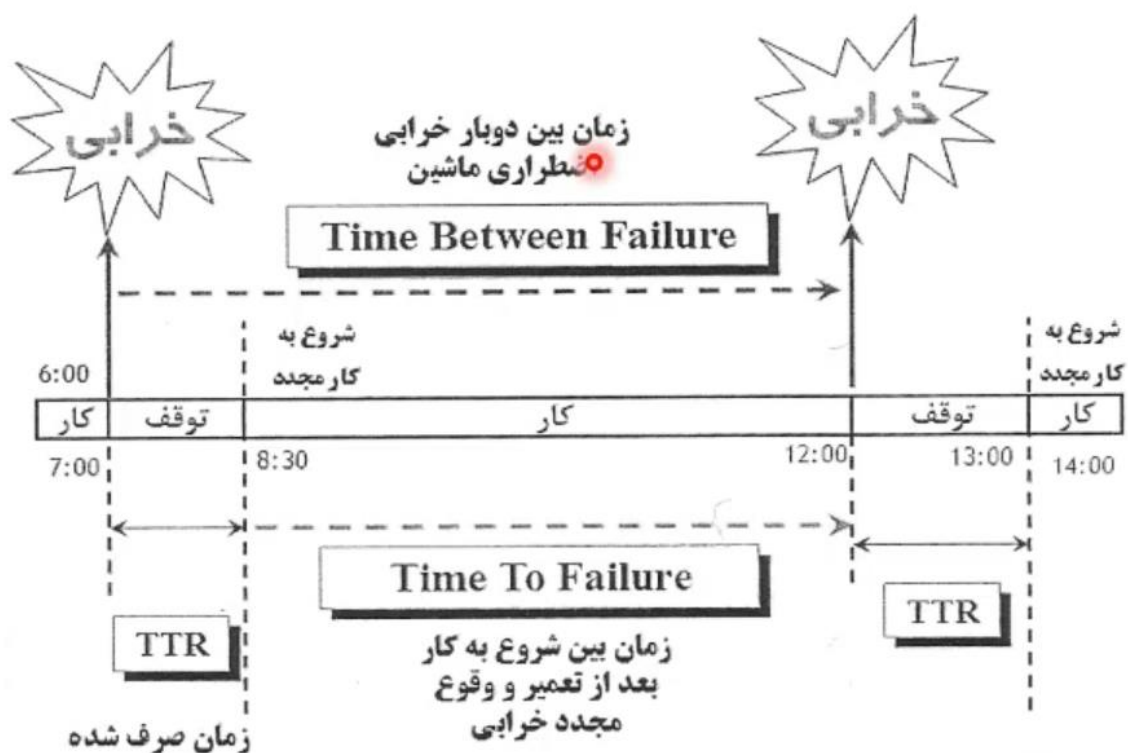 خرابی
خرابی
زمان بین دوبار خرابی
ضطراری ماشین
Time Between Failure
شروع به
کار مجدد
شروع به
کار مجدد
6:00
کار
توقف
کار
توقف
کار
7:00
8:30
12:00
13:00
14:00
Time To Failure
TTR
TTR
زمان بین شروع به کار
بعد از تعمیر و وقوع
مجدد خرابی
زمان صرف شده